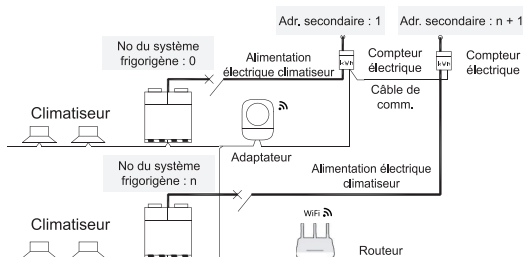 Adr. secondaire : 1
Adr. secondaire : n + 1
No du système
frigorigène : 0
Alimentation
électrique climatiseur
kWh
Compteur
électrique
kWh
Compteur
électrique
Câble de
comm.
Climatiseur
Adaptateur
No du système
frigorigène : n
Alimentation électrique
climatiseur
WiFi
Climatiseur
Routeur